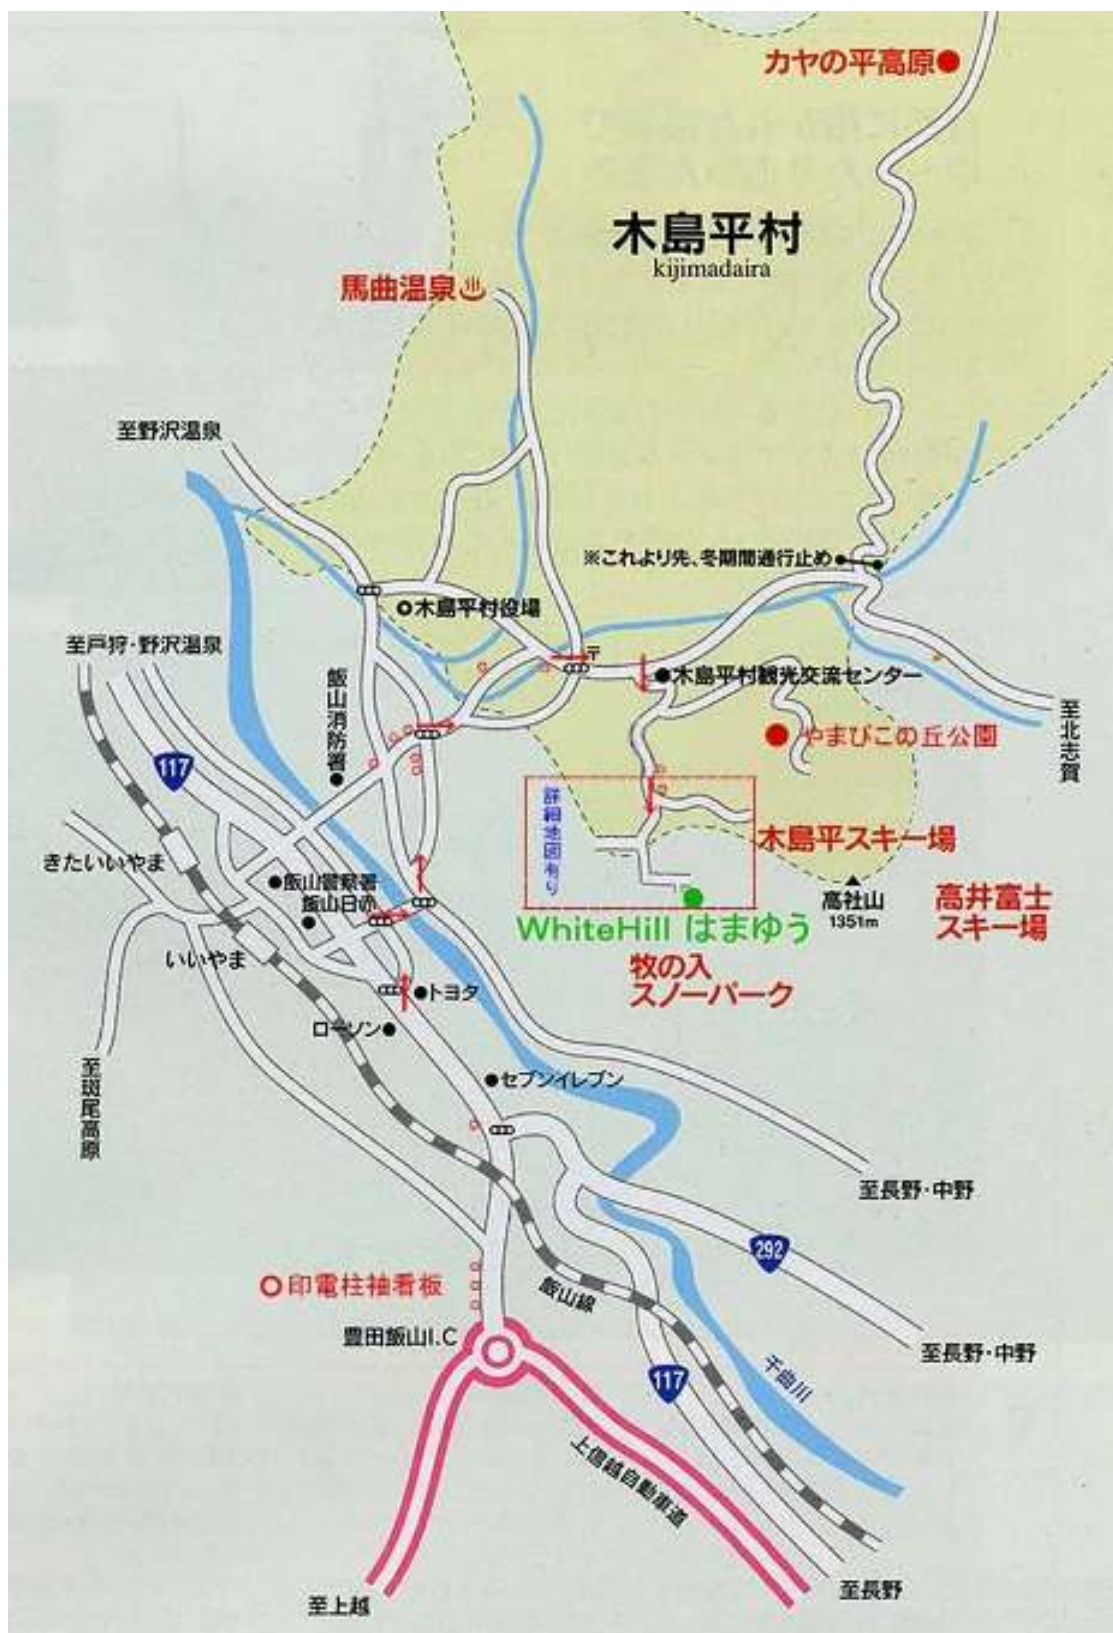 カヤの平高原
木島平村
kijimadaira
馬曲温泉
至野沢温泉
※これより先、冬期間通行止め
木島平村役場
至戸狩・野沢温泉
〒
木島平村観光交流センター
飯山消防署
至北志賀
やまびこの丘公園
117
詳細地図有り
木島平スキー場
きたいいやま
飯山警察署
飯山日赤
高社山
1351m
高井富士
スキー場
WhiteHill はまゆう
いいやま
牧の入
スノーパーク
トヨタ
ローソン
至斑尾高原
セブンイレブン
至長野・中野
292
印電柱袖看板
飯山線
豊田飯山I.C
至長野・中野
千曲川
117
上信越自動車道
至長野
至上越